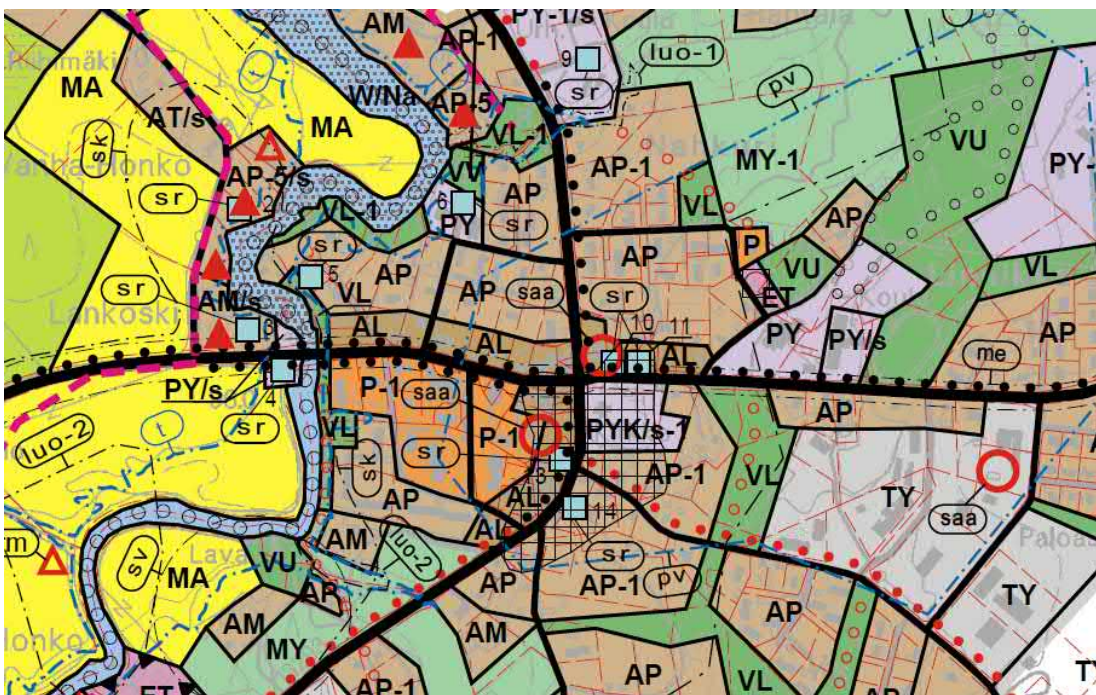 AM
AP-1
PY-1/s
9
sr
luo-1
pv
MA
t
W/Na
AP-5
VL-1
MA
AT/s
sk
VU
PY-
AP-5/s
sr
2
VL-1
VV
6
PY
AP
sr
AP-1
MY-1
VL
AP
P
sr
5
AP
AP
saa
sr
AP
VU
ET
VL
sr
AM/s
Lankoski
3
VL
AL
AL
10
11
AL
PY
PY/s
me
AP
PY/s
4
sr
P-1
saa
P-1
PYK/s-1
AP
luo-2
t
VL
sk
sr
AP
AL
AP-1
VL
TY
saa
14
AL
AM
luo-2
sr
AP-1
pv
m
sv
MA
VU
AP
AP
AM
AM
MY
AP
VL
AP
TY
ET
AP-1
AP